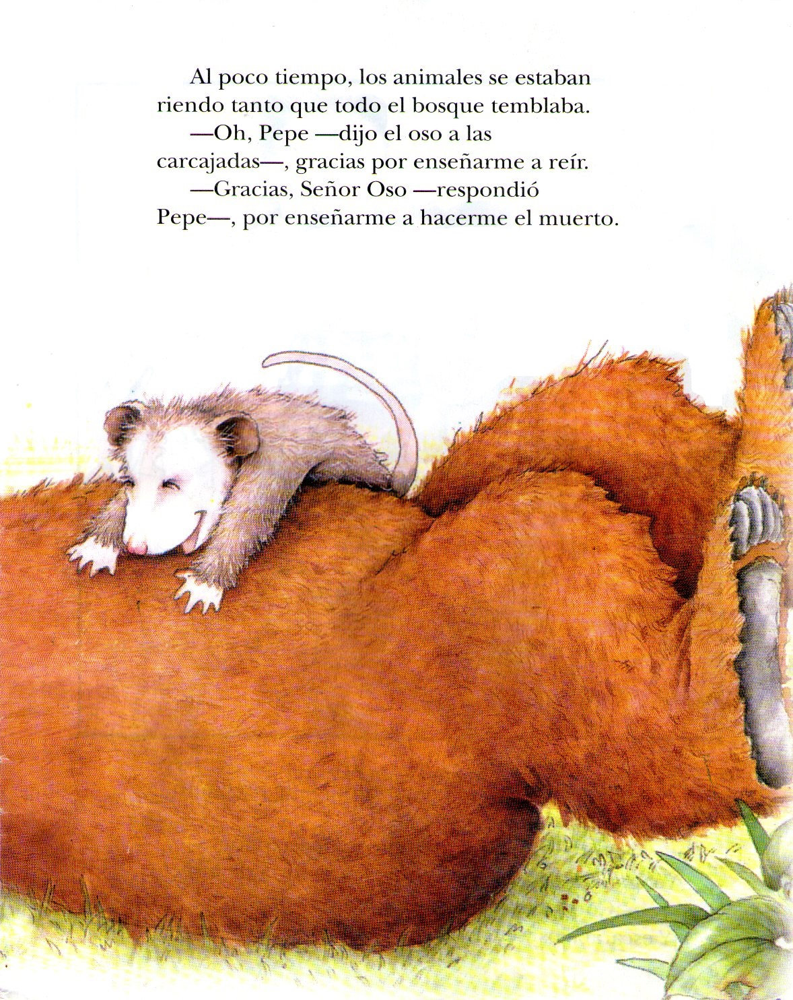 Al poco tiempo, los animales se estaban
riendo tanto que todo el bosque temblaba.
—Oh, Pepe —dijo el oso a las
carcajadas—, gracias por enseñarme a reír.
—Gracias, Señor Oso —respondió
Pepe—, por enseñarme a hacerme el muerto.